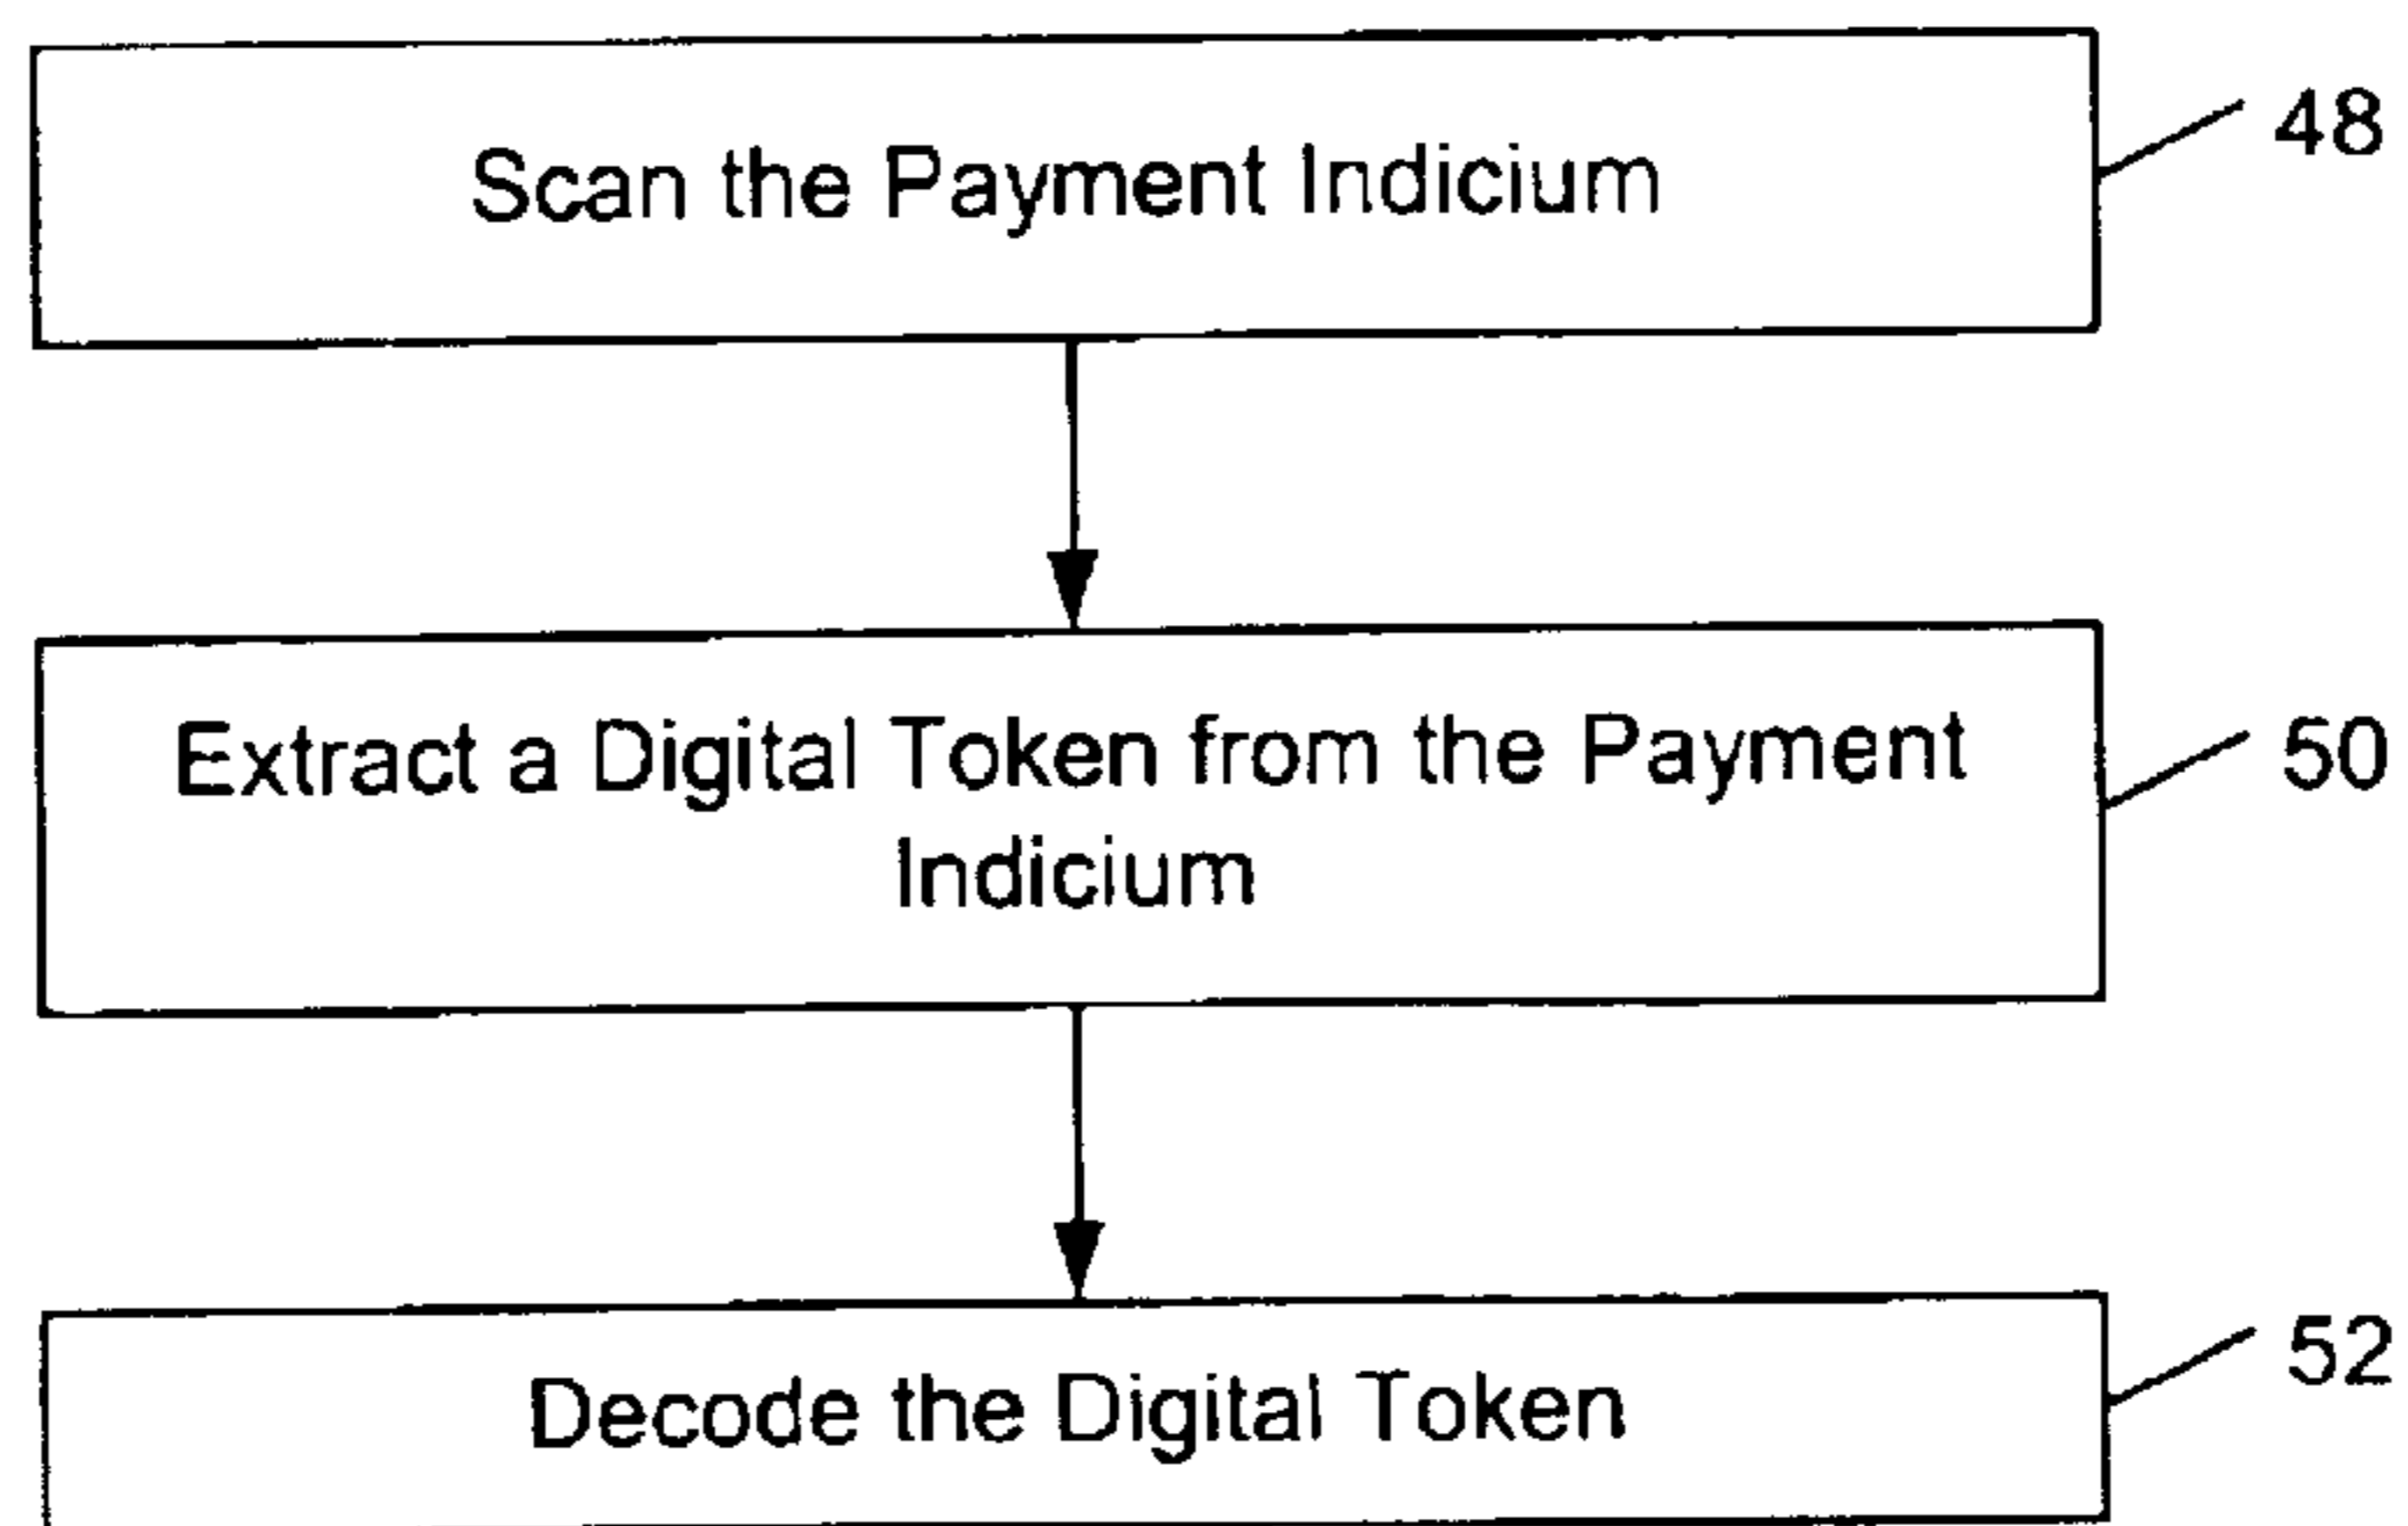 Scan the Payment Indicium
48
Extract a Digital Token from the Payment
Indicium
50
Decode the Digital Token
52